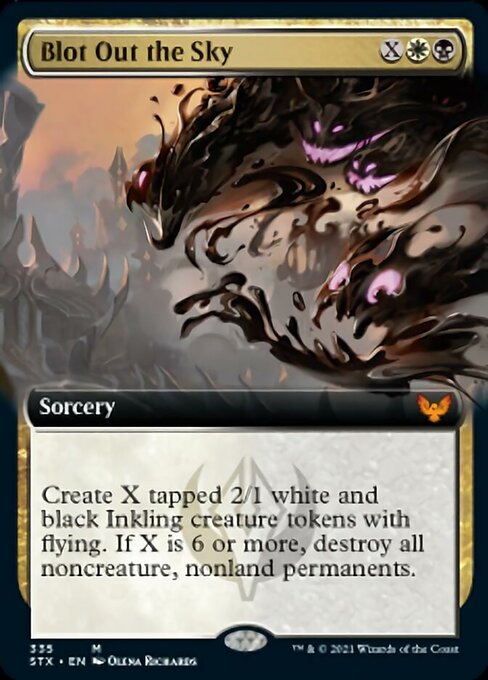 Blot Out the Sky X
Sorcery
Create X tapped 2/1 white and
black Inkling creature tokens with
flying. If X is 6 or more, destroy all
noncreature, nonland permanents.
335 M
STX • EN Olena Richards
™ & © 2021 Wizards of the Coast